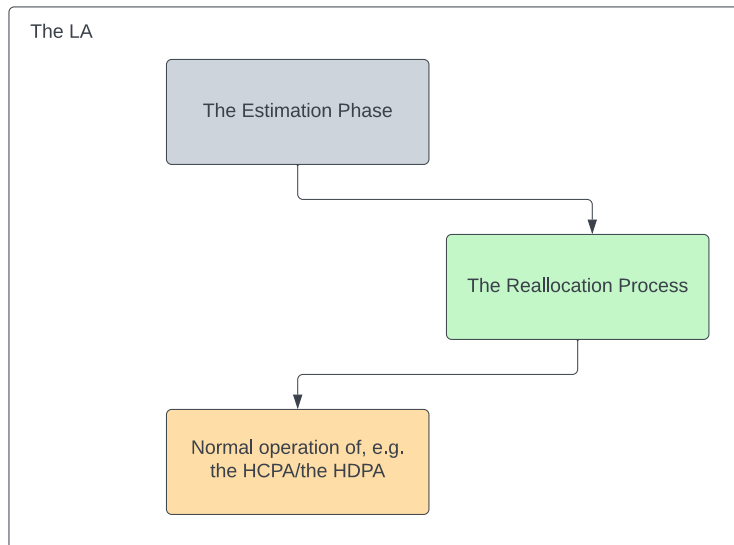 The LA
The Estimation Phase
The Reallocation Process
Normal operation of, e.g.
the HCPA/the HDPA